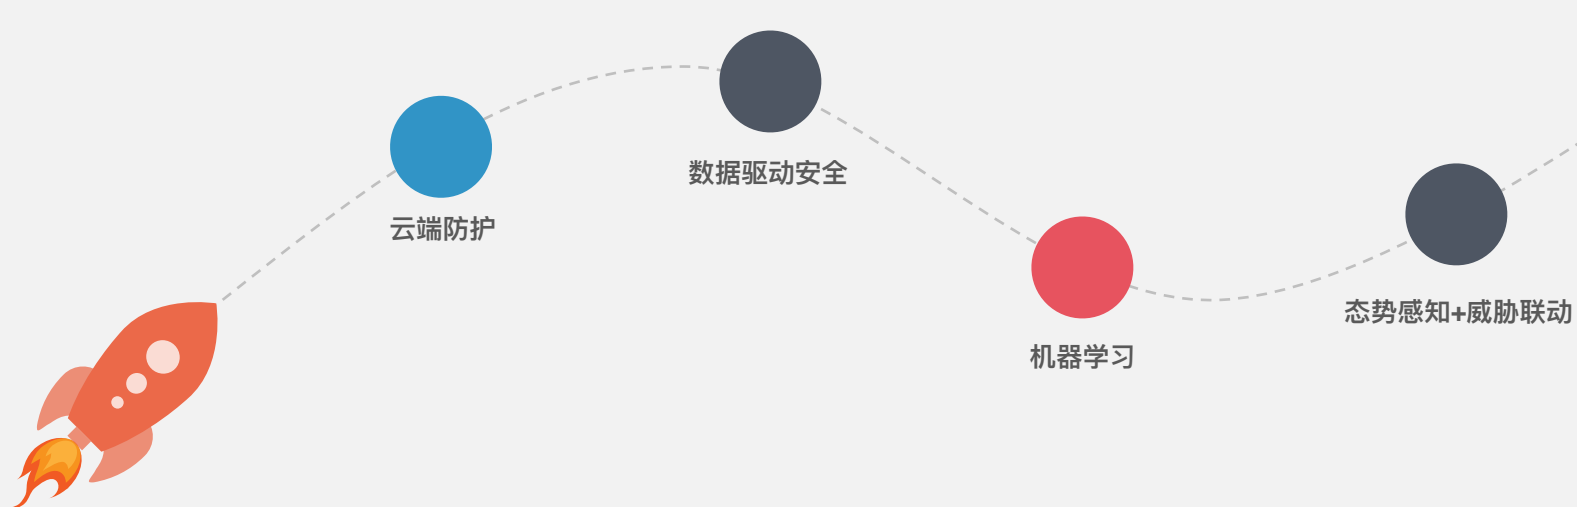 云端防护
数据驱动安全
机器学习
态势感知+威胁联动